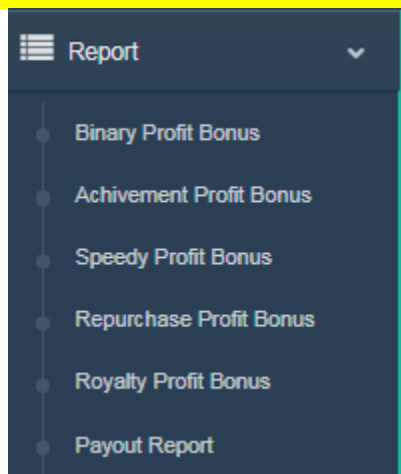 Report
Binary Profit Bonus
Achivement Profit Bonus
Speedy Profit Bonus
Repurchase Profit Bonus
Royalty Profit Bonus
Payout Report